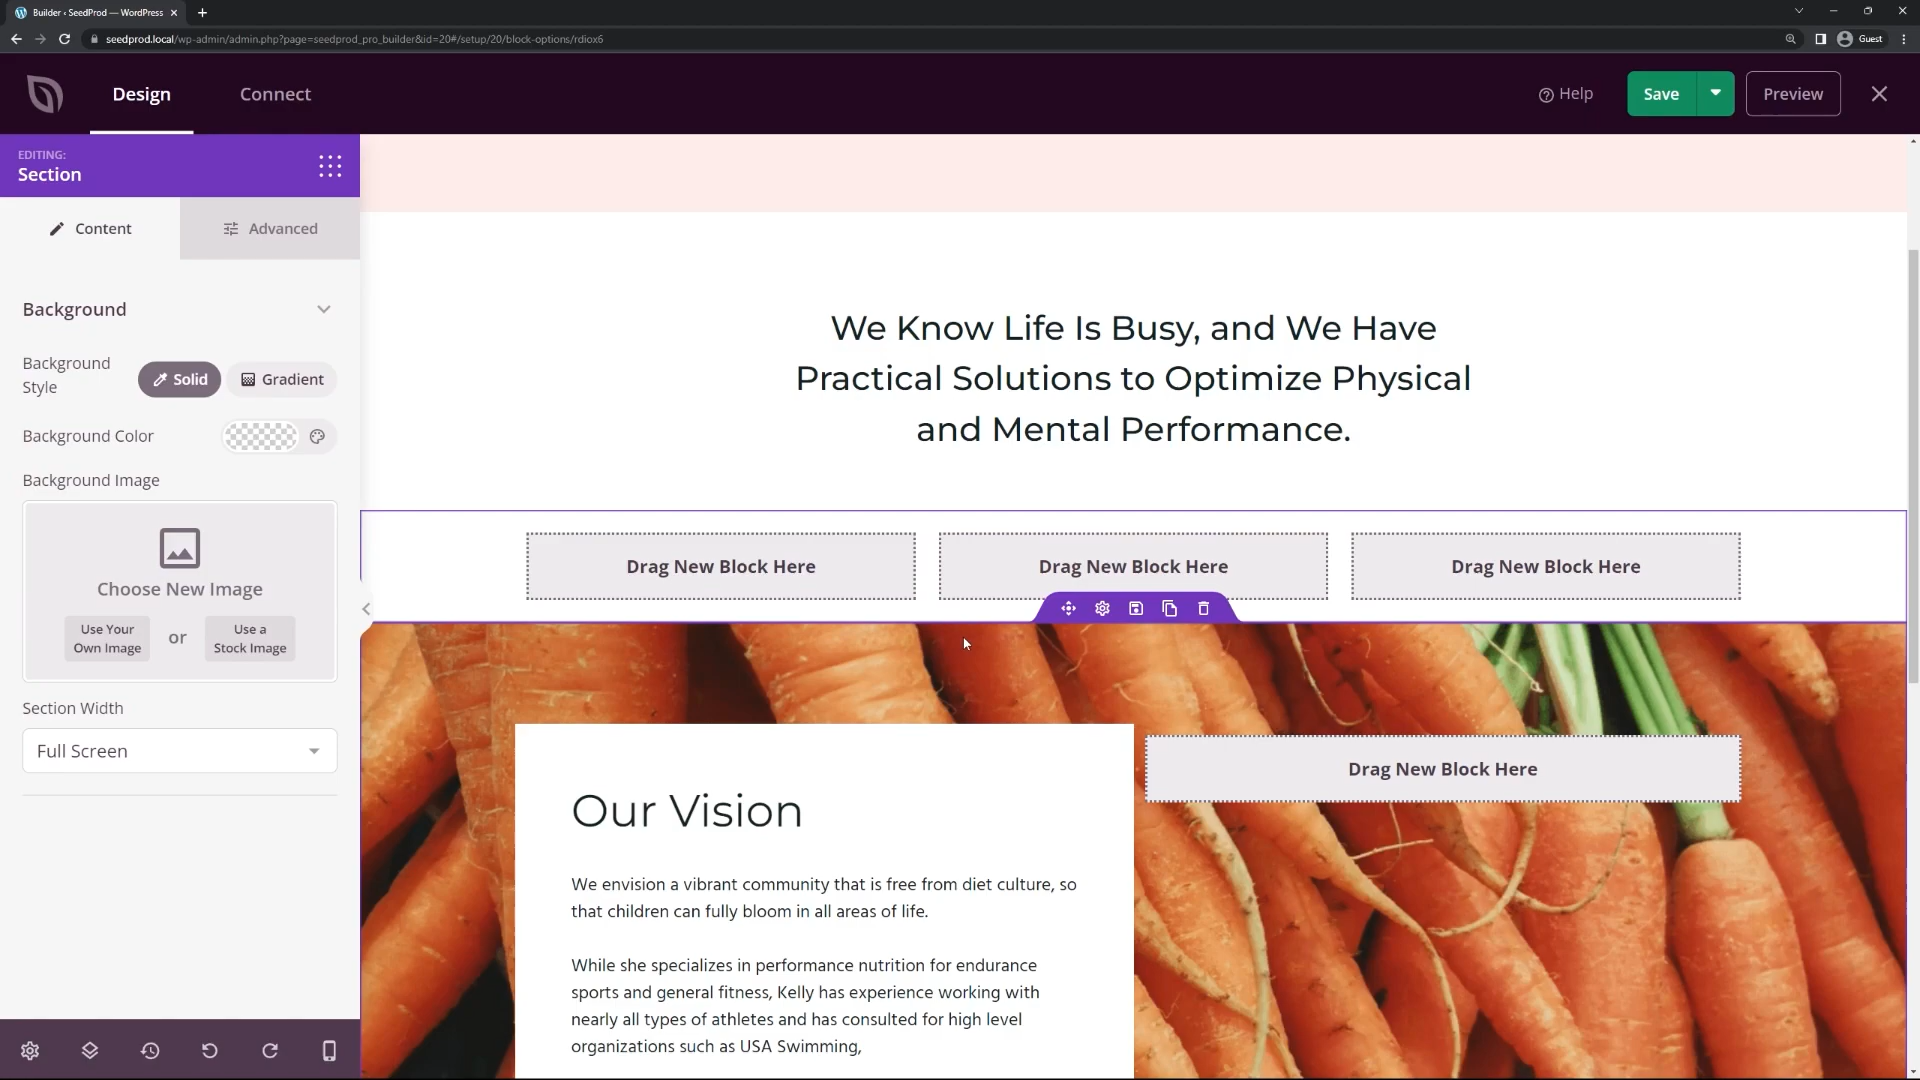 Builder ‹ SeedProd — WordPress
seedprod.local/wp-admin/admin.php?page=seedprod_pro_builder&id=20#/setup/20/block-options/rdiox6
Guest
Design
Connect
Help
Save
Preview
EDITING:
Section
Content
Advanced
Background
Background
Style
Solid
Gradient
Background Color
Background Image
Choose New Image
Use Your
Own Image
or
Use a
Stock Image
Section Width
Full Screen
We Know Life Is Busy, and We Have
Practical Solutions to Optimize Physical
and Mental Performance.
Drag New Block Here
Drag New Block Here
Drag New Block Here
Drag New Block Here
Our Vision
We envision a vibrant community that is free from diet culture, so
that children can fully bloom in all areas of life.
While she specializes in performance nutrition for endurance
sports and general fitness, Kelly has experience working with
nearly all types of athletes and has consulted for high level
organizations such as USA Swimming,